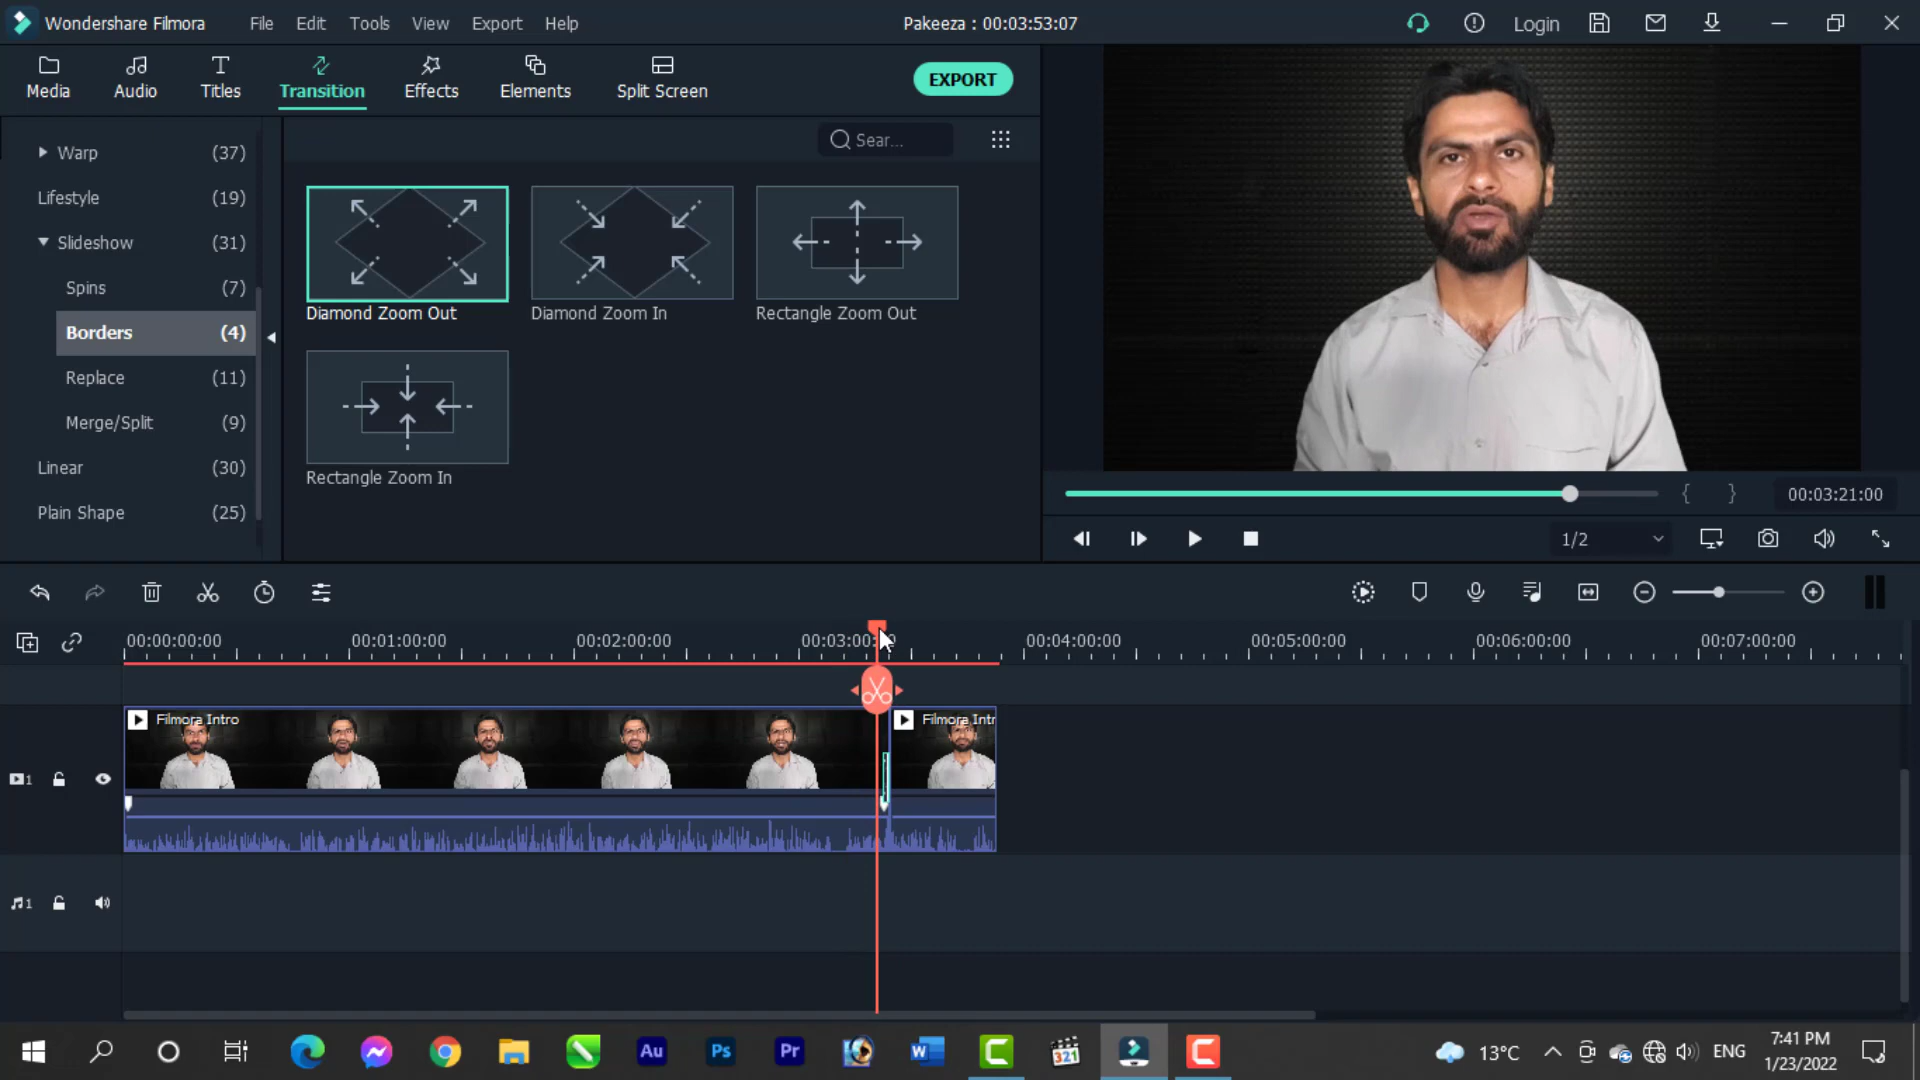 Wondershare Filmora File Edit Tools View Export Help Pakeeza : 00:03:53:07 Login
Media Audio Titles Transition Effects Elements Split Screen EXPORT
Sear...
Warp (37)
Lifestyle (19)
Slideshow (31)
Spins (7)
Borders (4)
Replace (11)
Merge/Split (9)
Linear (30)
Plain Shape (25)
Diamond Zoom Out Diamond Zoom In Rectangle Zoom Out
Rectangle Zoom In
{ } 00:03:21:00
1/2
00:00:00:00 00:01:00:00 00:02:00:00 00:03:00:00 00:04:00:00 00:05:00:00 00:06:00:00 00:07:00:00
Filmora Intro Filmora Intr
1
1
Au Ps Pr W 321 13°C ENG 7:41 PM
1/23/2022